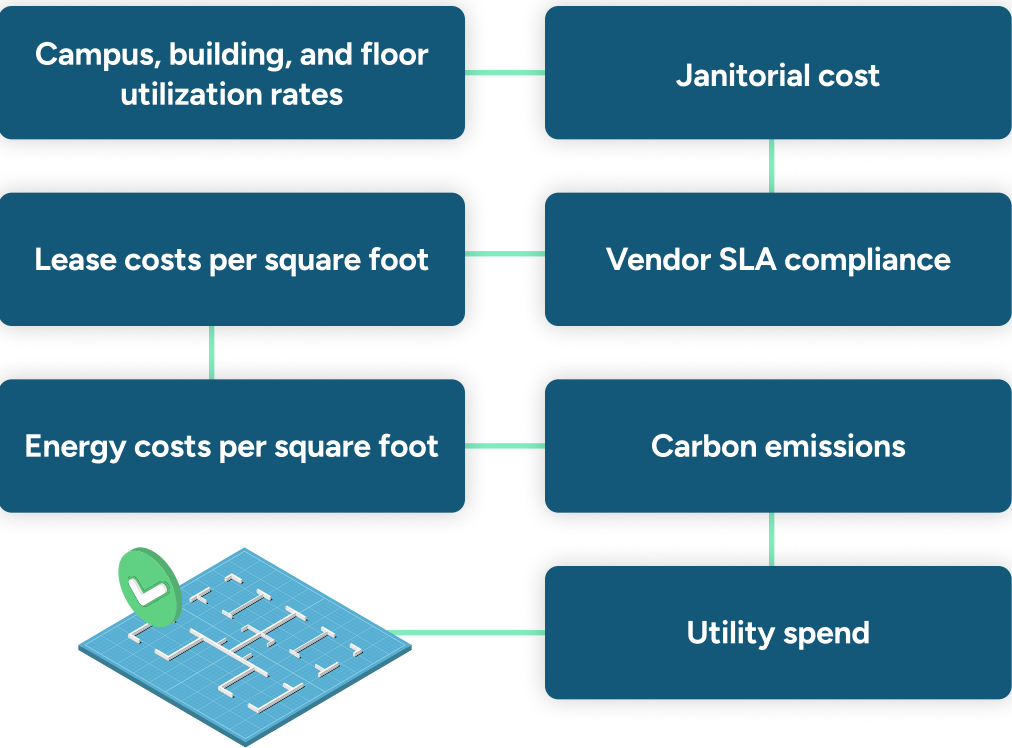 Campus, building, and floor
utilization rates
Janitorial cost
Lease costs per square foot
Vendor SLA compliance
Energy costs per square foot
Carbon emissions
Utility spend